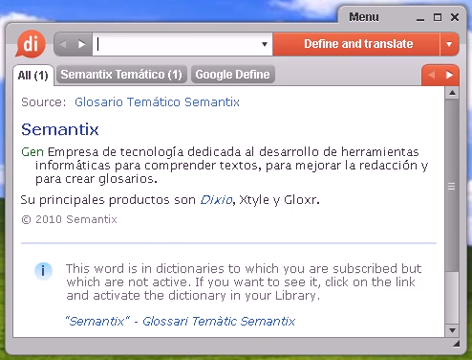 Menu
di
Define and translate
All (1) Semantix Temático (1) Google Define
Source: Glosario Temático Semantix
Semantix
Gen Empresa de tecnología dedicada al desarrollo de herramientas
informáticas para comprender textos, para mejorar la redacción y
para crear glosarios.
Su principales productos son Dixio, Xtyle y Gloxr.
© 2010 Semantix
i
This word is in dictionaries to which you are subscribed but
which are not active. If you want to see it, click on the link
and activate the dictionary in your Library.
"Semantix" - Glossari Temàtic Semantix